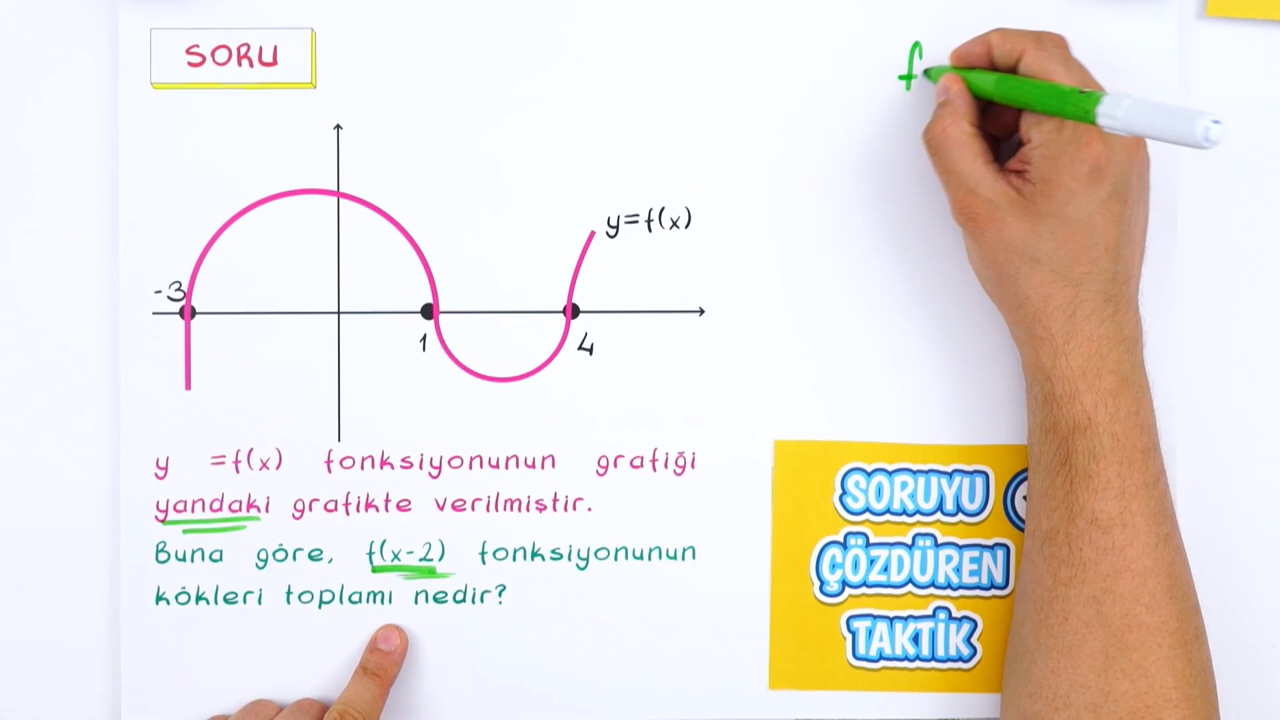 SORU
f
y=f(x)
-3
1
4
y =f(x) fonksiyonunun grafiği
yandaki grafikte verilmiştir.
Buna göre, f(x-2) fonksiyonunun
kökleri toplamı nedir?
SORUYU
ÇÖZDÜREN
TAKTİK